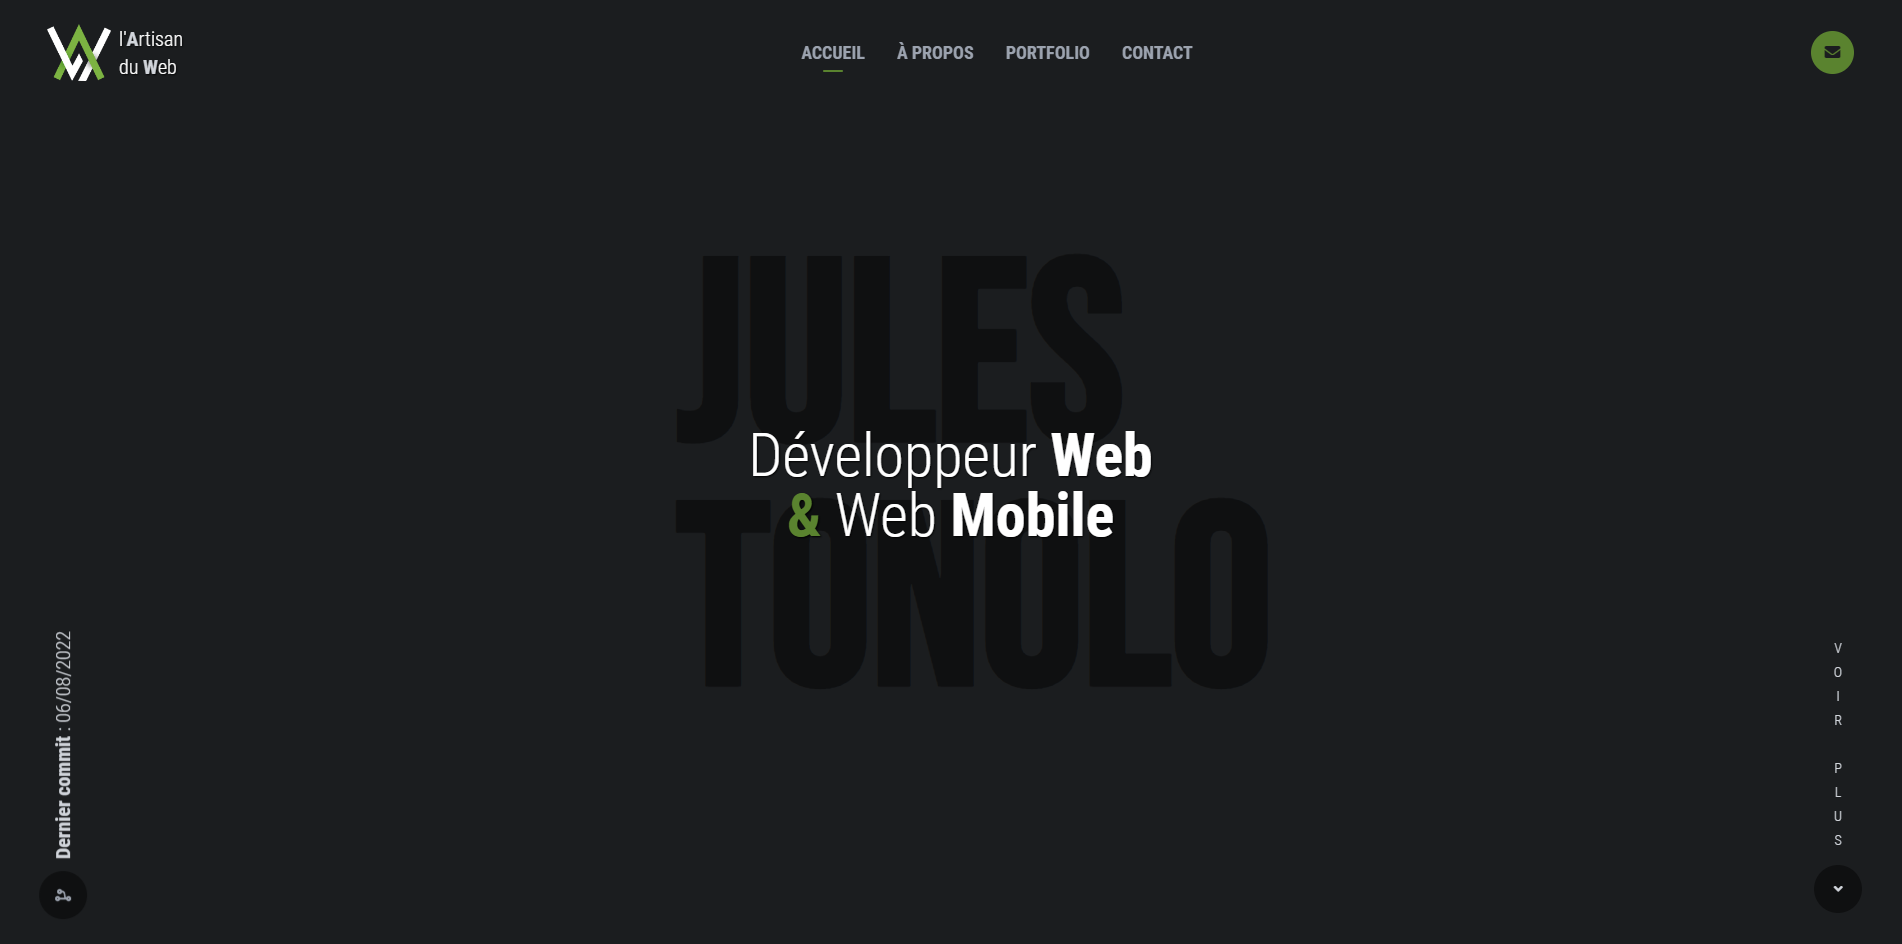 l'Artisan
du Web
ACCUEIL
À PROPOS
PORTFOLIO
CONTACT
JULES
Développeur Web
& Web Mobile
TONOLO
Dernier commit : 06/08/2022
VOIR PLUS